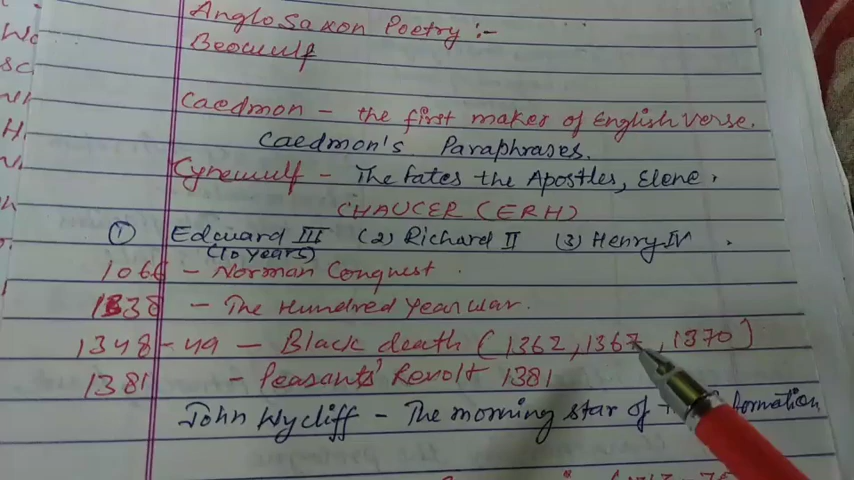 Anglo Saxon Poetry :-
Beowulf
Caedmon - the first maker of English verse.
Caedmon's Paraphrases.
Cynewulf - The Fates the Apostles, Elene.
CHAUCER (ERH)
① Edward III (2) Richard II (3) Henry IV .
(10 years)
1066 - Norman Conquest
1338 - The Hundred Year war.
1348-49 - Black death (1362, 1367, 1370)
1381 - Peasants' Revolt 1381
John Wycliff - The morning star of